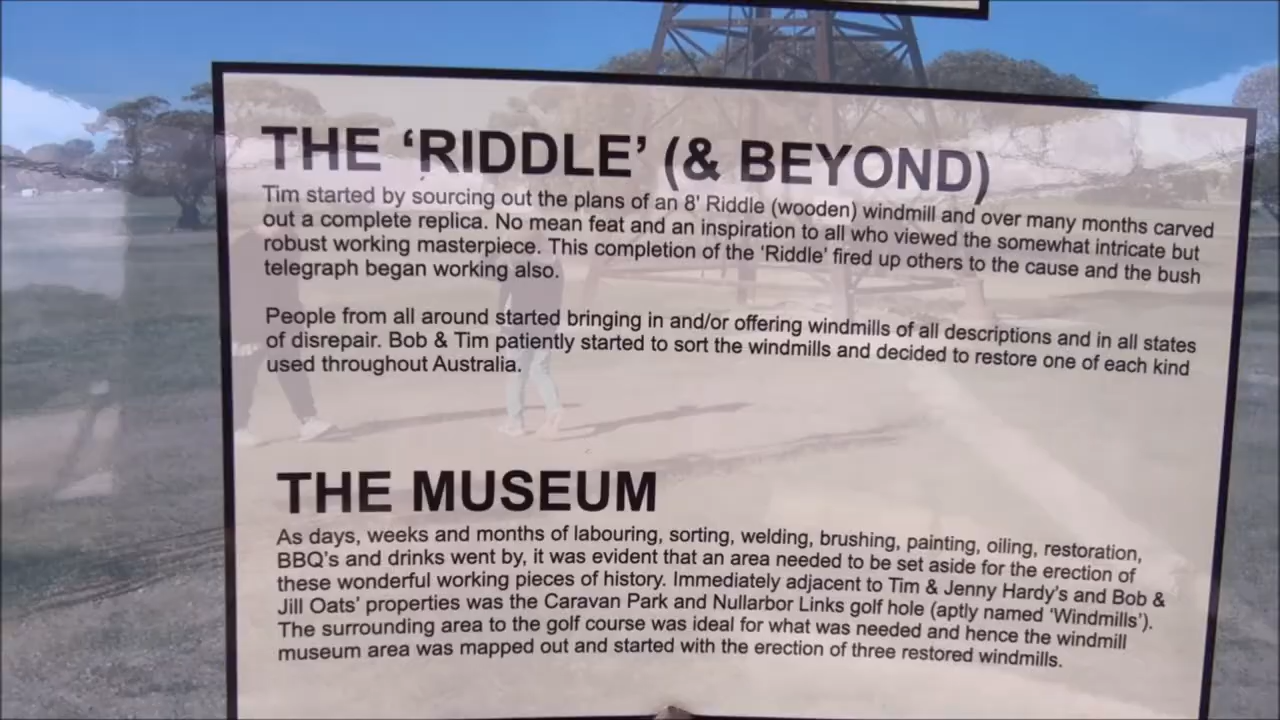 THE ‘RIDDLE’ (& BEYOND)
Tim started by sourcing out the plans of an 8' Riddle (wooden) windmill and over many months carved
out a complete replica. No mean feat and an inspiration to all who viewed the somewhat intricate but
robust working masterpiece. This completion of the ‘Riddle’ fired up others to the cause and the bush
telegraph began working also.
People from all around started bringing in and/or offering windmills of all descriptions and in all states
of disrepair. Bob & Tim patiently started to sort the windmills and decided to restore one of each kind
used throughout Australia.
THE MUSEUM
As days, weeks and months of labouring, sorting, welding, brushing, painting, oiling, restoration,
BBQ’s and drinks went by, it was evident that an area needed to be set aside for the erection of
these wonderful working pieces of history. Immediately adjacent to Tim & Jenny Hardy’s and Bob &
Jill Oats’ properties was the Caravan Park and Nullarbor Links golf hole (aptly named ‘Windmills’).
The surrounding area to the golf course was ideal for what was needed and hence the windmill
museum area was mapped out and started with the erection of three restored windmills.